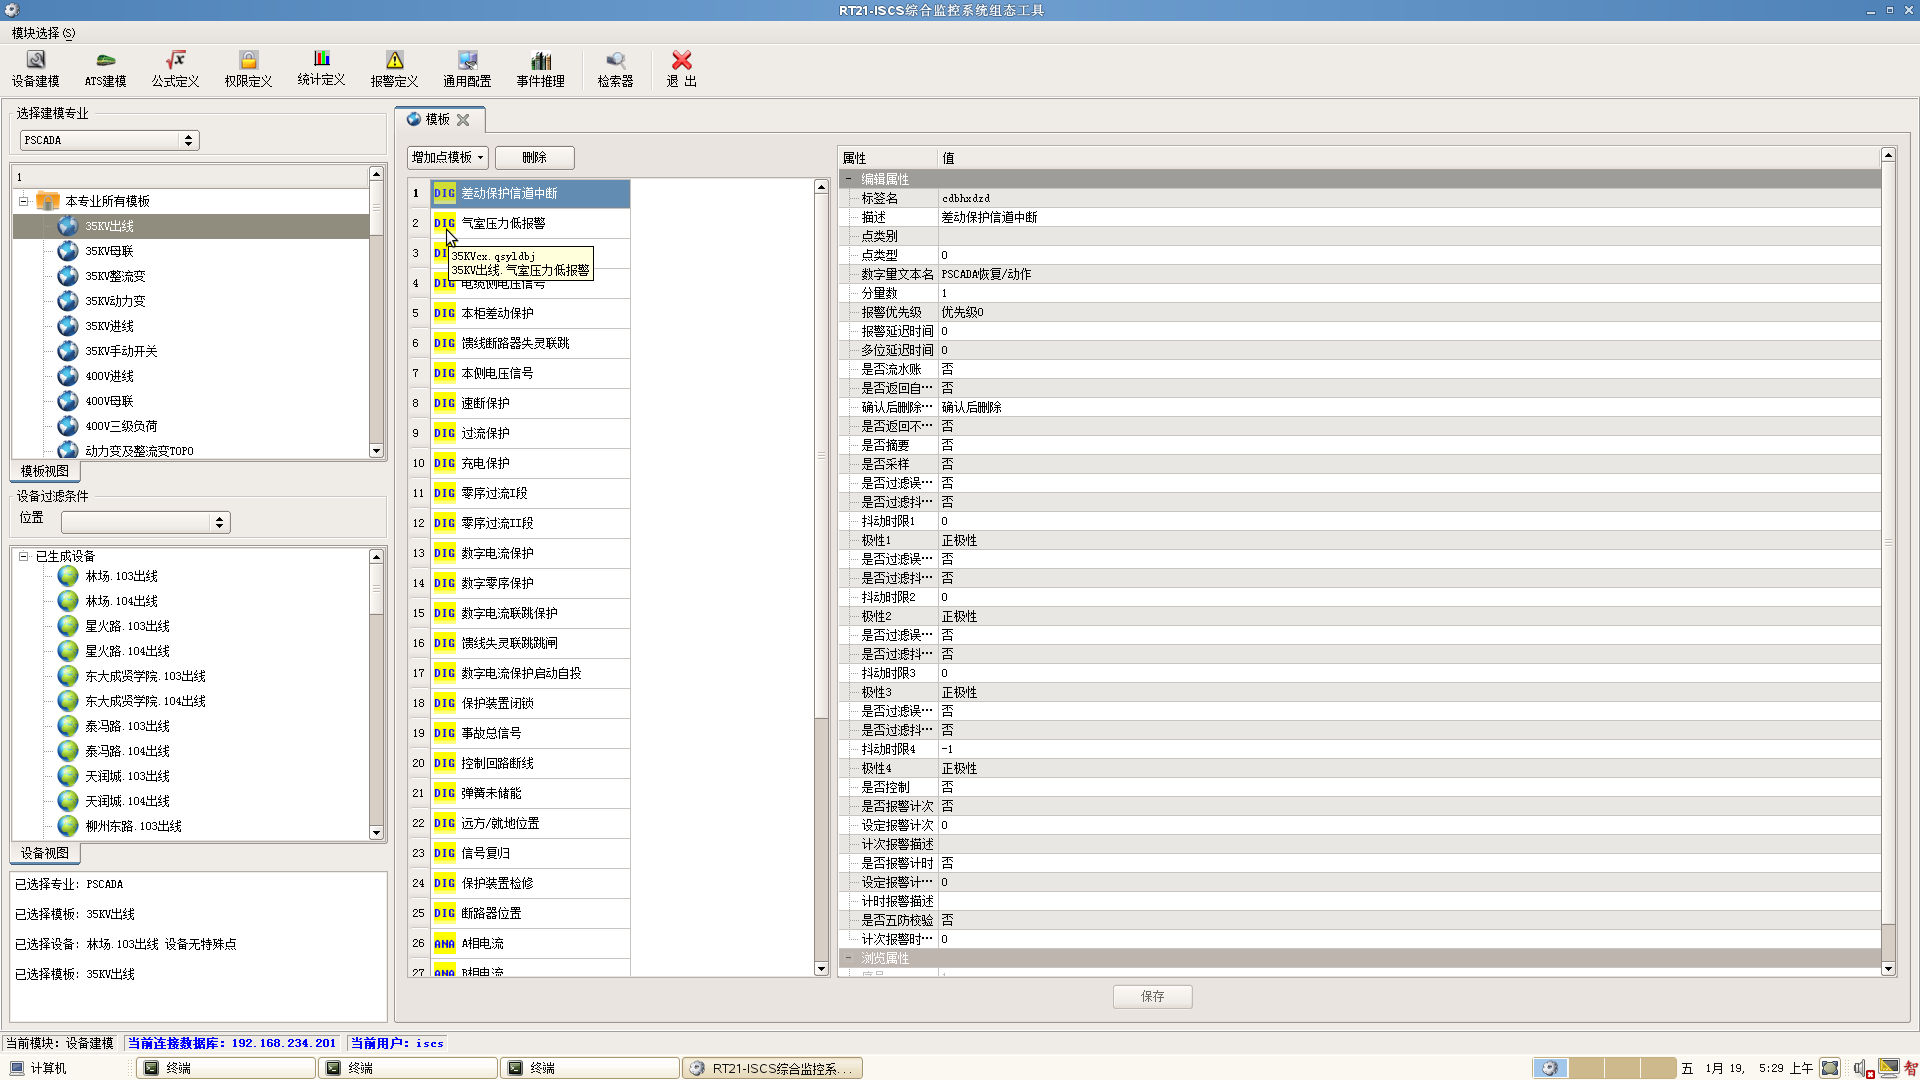 RT21-ISCS综合监控系统组态工具
模块选择 (S)
设备建模
ATS建模
公式定义
权限定义
统计定义
报警定义
通用配置
事件推理
检索器
退 出
选择建模专业
PSCADA
1
本专业所有模板
35KV出线
35KV母联
35KV整流变
35KV动力变
35KV进线
35KV手动开关
400V进线
400V母联
400V三级负荷
动力变及整流变TOPO
模板视图
设备过滤条件
位置
已生成设备
林场.103出线
林场.104出线
星火路.103出线
星火路.104出线
东大成贤学院.103出线
东大成贤学院.104出线
泰冯路.103出线
泰冯路.104出线
天润城.103出线
天润城.104出线
柳州东路.103出线
设备视图
已选择专业: PSCADA
已选择模板: 35KV出线
已选择设备: 林场.103出线 设备无特殊点
已选择模板: 35KV出线
模板
增加点模板
删除
1 DIG 差动保护信道中断
2 DIG 气室压力低报警
3
35KVcx.qsyldbj
35KV出线.气室压力低报警
4 DIG 电缆侧电压信号
5 DIG 本柜差动保护
6 DIG 馈线断路器失灵联跳
7 DIG 本侧电压信号
8 DIG 速断保护
9 DIG 过流保护
10 DIG 充电保护
11 DIG 零序过流I段
12 DIG 零序过流II段
13 DIG 数字电流保护
14 DIG 数字零序保护
15 DIG 数字电流联跳保护
16 DIG 馈线失灵联跳跳闸
17 DIG 数字电流保护启动自投
18 DIG 保护装置闭锁
19 DIG 事故总信号
20 DIG 控制回路断线
21 DIG 弹簧未储能
22 DIG 远方/就地位置
23 DIG 信号复归
24 DIG 保护装置检修
25 DIG 断路器位置
26 ANA A相电流
27 ANA B相电流
属性 值
编辑属性
标签名 cdbhxdzd
描述 差动保护信道中断
点类别
点类型 0
数字量文本名 PSCADA恢复/动作
分量数 1
报警优先级 优先级0
报警延迟时间 0
多位延迟时间 0
是否流水账 否
是否返回自… 否
确认后删除… 确认后删除
是否返回不… 否
是否摘要 否
是否采样 否
是否过滤误… 否
是否过滤抖… 否
抖动时限1 0
极性1 正极性
是否过滤误… 否
是否过滤抖… 否
抖动时限2 0
极性2 正极性
是否过滤误… 否
是否过滤抖… 否
抖动时限3 0
极性3 正极性
是否过滤误… 否
是否过滤抖… 否
抖动时限4 -1
极性4 正极性
是否控制 否
是否报警计次 否
设定报警计次 0
计次报警描述
是否报警计时 否
设定报警计… 0
计时报警描述
是否五防校验 否
计次报警时… 0
浏览属性
保存
当前模块: 设备建模
当前连接数据库: 192.168.234.201
当前用户: iscs
计算机
终端
终端
终端
RT21-ISCS综合监控系...
五 1月 19, 5:29 上午
智